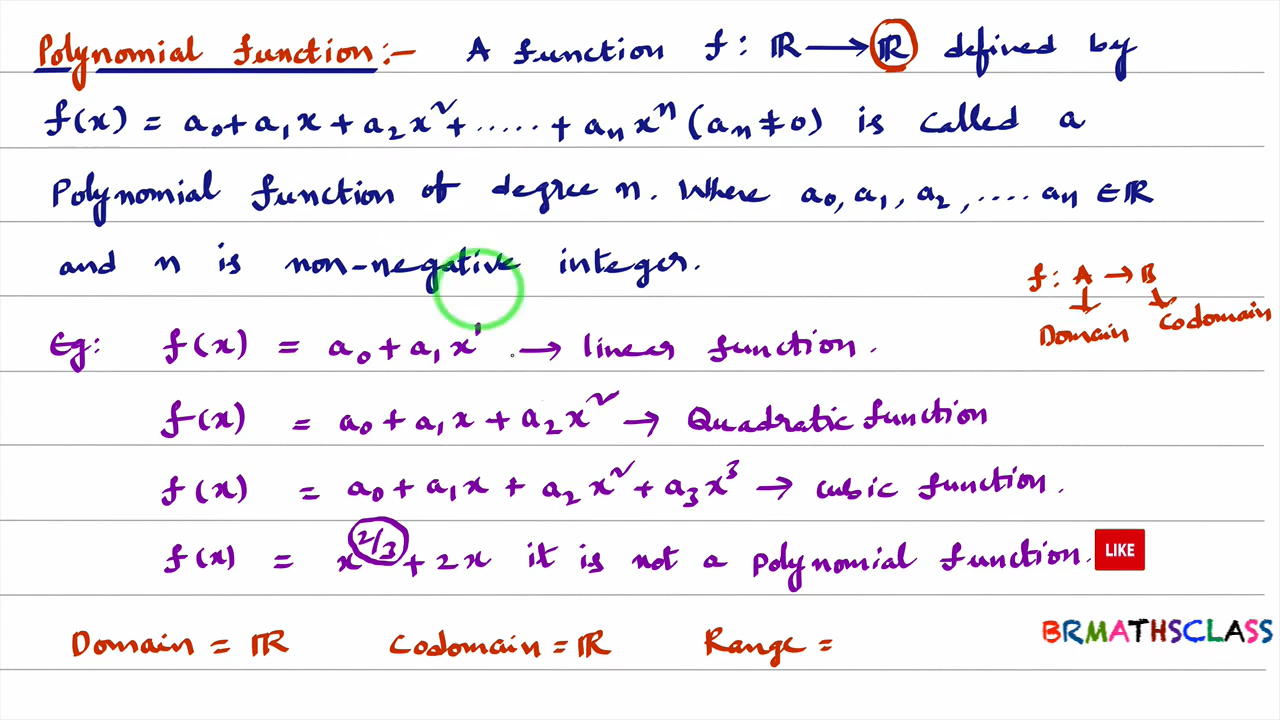 Polynomial function:- A function f: ℝ → ℝ defined by
f(x) = a₀ + a₁x + a₂x² + ..... + aₙxⁿ (aₙ ≠ 0) is called a
Polynomial function of degree n. Where a₀, a₁, a₂, .... aₙ ∈ ℝ
and n is non-negative integer.
f: A → B
Domain Codomain
Eg: f(x) = a₀ + a₁x¹ → linear function.
f(x) = a₀ + a₁x + a₂x² → Quadratic function
f(x) = a₀ + a₁x + a₂x² + a₃x³ → cubic function.
f(x) = x^(2/3) + 2x it is not a polynomial function.
LIKE
BRMATHSCLASS
Domain = ℝ Codomain = ℝ Range =